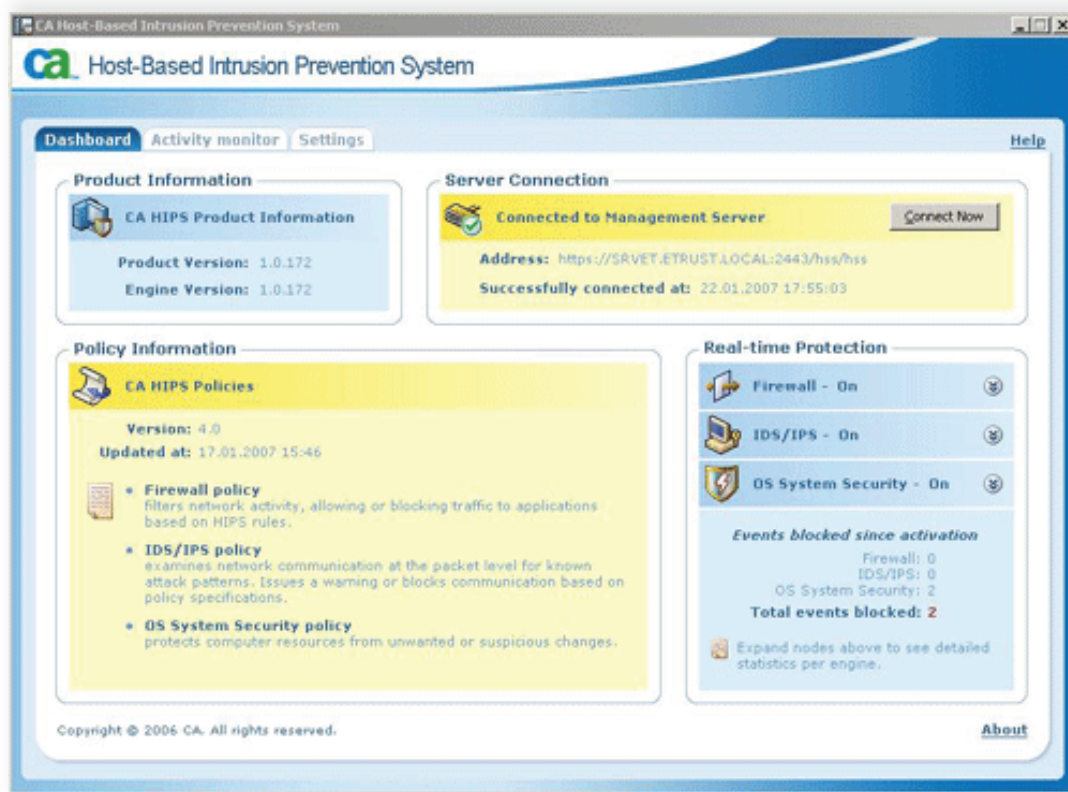 CA Host-Based Intrusion Prevention System
ca Host-Based Intrusion Prevention System
Dashboard Activity monitor Settings
Help
Product Information
CA HIPS Product Information
Product Version: 1.0.172
Engine Version: 1.0.172
Server Connection
Connected to Management Server
Connect Now
Address: https://SRVET.ETRUST.LOCAL:2443/hss/hss
Successfully connected at: 22.01.2007 17:55:03
Policy Information
CA HIPS Policies
Version: 4.0
Updated at: 17.01.2007 15:46
• Firewall policy
filters network activity, allowing or blocking traffic to applications
based on HIPS rules.
• IDS/IPS policy
examines network communication at the packet level for known
attack patterns. Issues a warning or blocks communication based on
policy specifications.
• OS System Security policy
protects computer resources from unwanted or suspicious changes.
Real-time Protection
Firewall - On
IDS/IPS - On
OS System Security - On
Events blocked since activation
Firewall: 0
IDS/IPS: 0
OS System Security: 2
Total events blocked: 2
Expand nodes above to see detailed
statistics per engine.
Copyright © 2006 CA. All rights reserved.
About